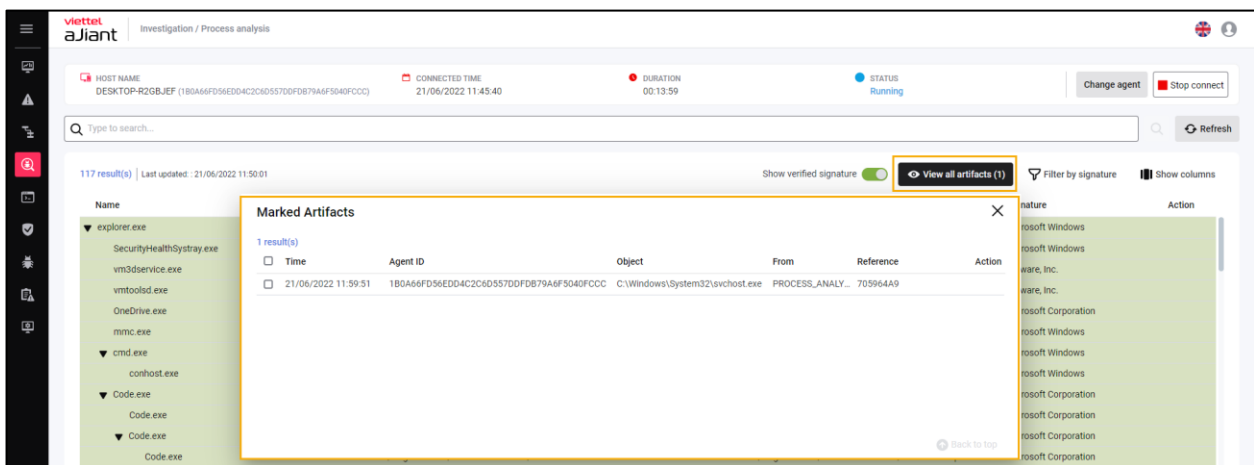 viettel
aJiant
Investigation / Process analysis
HOST NAME
DESKTOP-R2GBJEF (1B0A66FD56EDD4C2C6D557DDFDB79A6F5040FCCC)
CONNECTED TIME
21/06/2022 11:45:40
DURATION
00:13:59
STATUS
Running
Change agent
Stop connect
Type to search...
Refresh
117 result(s) | Last updated: : 21/06/2022 11:50:01
Show verified signature
View all artifacts (1)
Filter by signature
Show columns
Name
Action
explorer.exe
SecurityHealthSystray.exe
vm3dservice.exe
vmtoolsd.exe
OneDrive.exe
mmc.exe
cmd.exe
conhost.exe
Code.exe
Code.exe
Code.exe
Code.exe
Marked Artifacts
1 result(s)
Time Agent ID Object From Reference Action
21/06/2022 11:59:51 1B0A66FD56EDD4C2C6D557DDFDB79A6F5040FCCC C:\Windows\System32\svchost.exe PROCESS_ANALY... 705964A9
Back to top
nature
rosoft Windows
rosoft Windows
ware, Inc.
ware, Inc.
rosoft Corporation
rosoft Windows
rosoft Windows
rosoft Windows
rosoft Corporation
rosoft Corporation
rosoft Corporation
rosoft Corporation